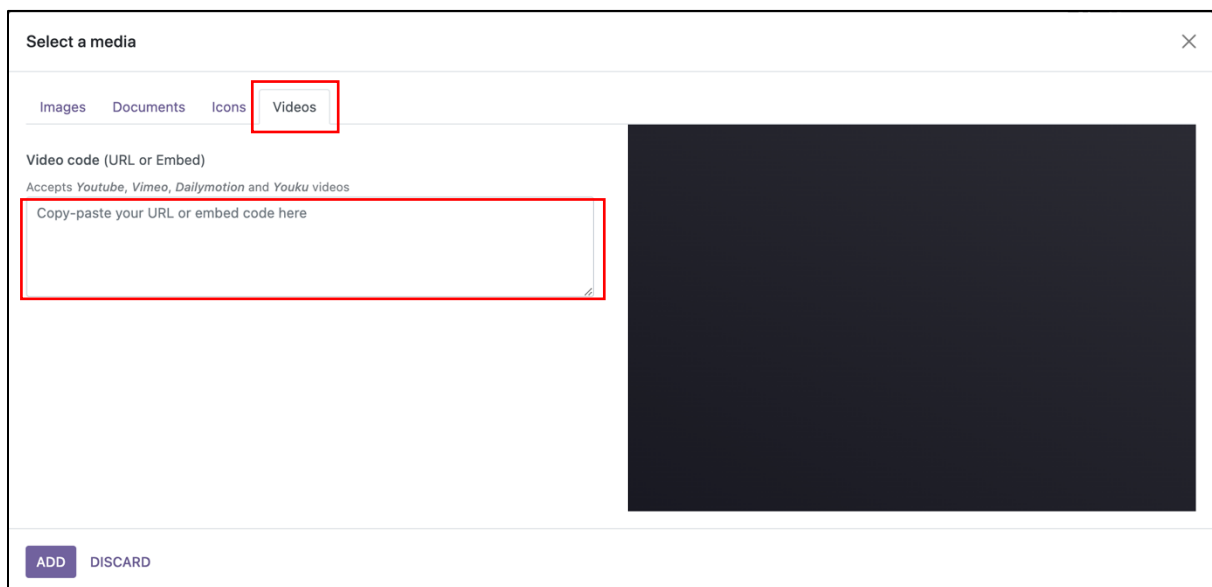 Select a media
Images Documents Icons Videos
Video code (URL or Embed)
Accepts Youtube, Vimeo, Dailymotion and Youku videos
Copy-paste your URL or embed code here
ADD DISCARD